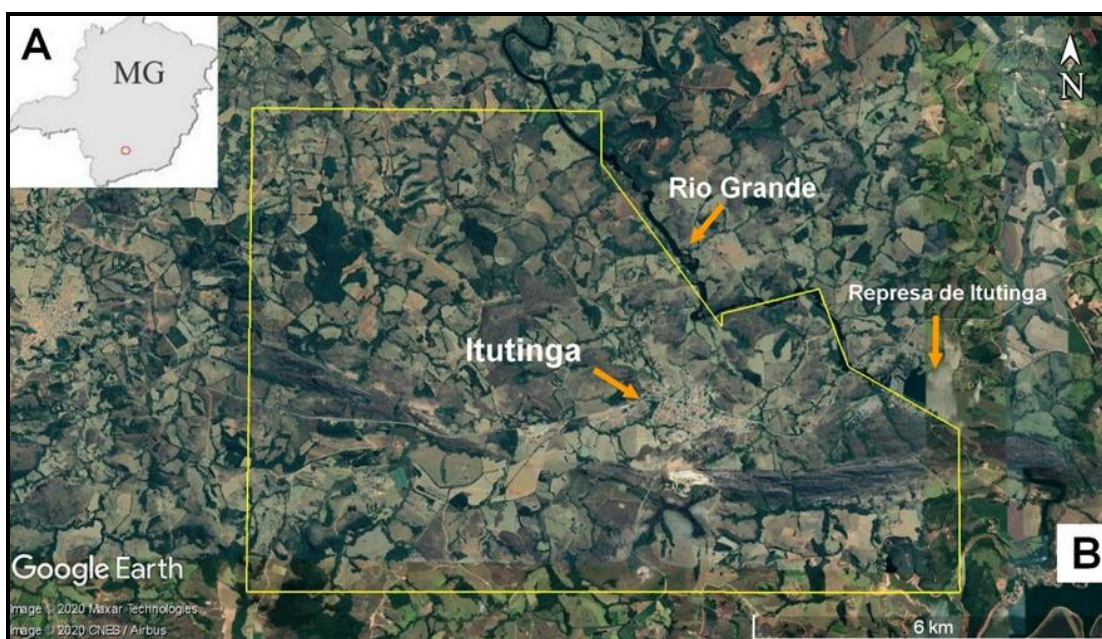 A
MG
N
Rio Grande
Represa de Itutinga
Itutinga
B
Google Earth
Image © 2020 Maxar Technologies
Image © 2020 CNES / Airbus
6 km